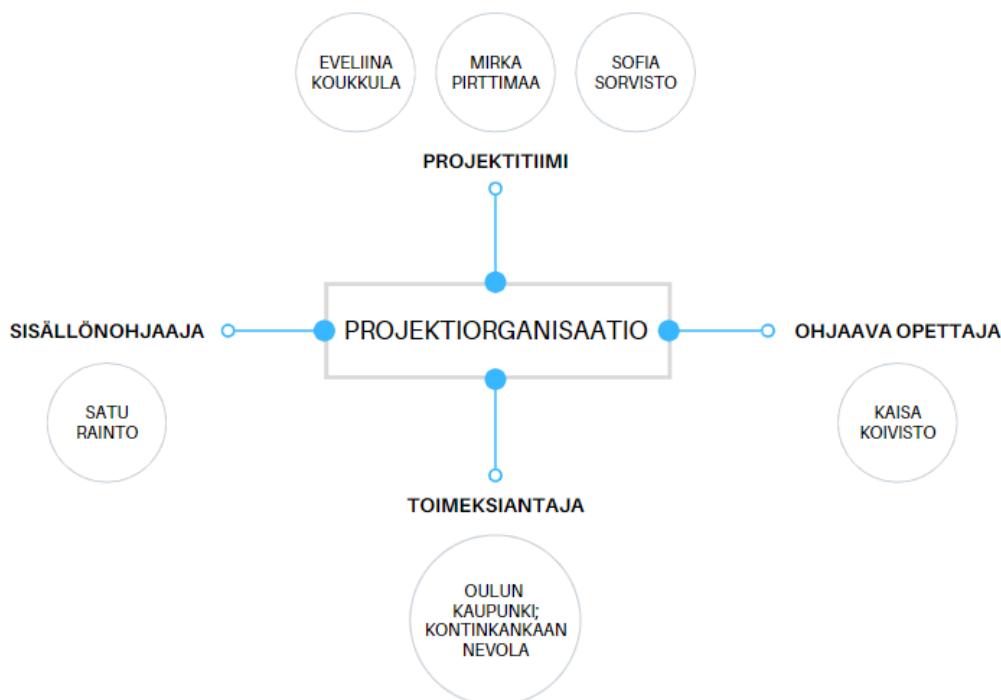 EVELIINA
KOUKKULA
MIRKA
PIRTTIMAA
SOFIA
SORVISTO
PROJEKTITIIMI
SISÄLLÖNOHJAAJA
PROJEKTIORGANISAATIO
OHJAAVA OPETTAJA
SATU
RAINTO
KAISA
KOIVISTO
TOIMEKSIANTAJA
OULUN
KAUPUNKI;
KONTINKANKAAN
NEVOLA